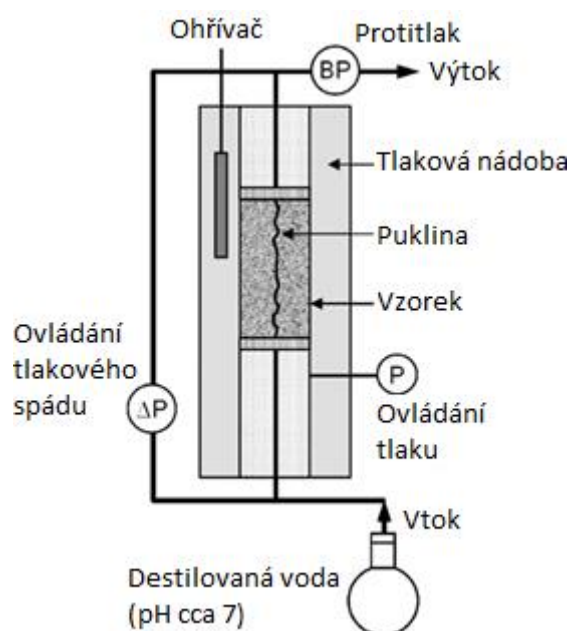 Ohřívač
Protitlak
BP
Výtok
Tlaková nádoba
Puklina
Vzorek
Ovládání
tlakového
spádu
ΔP
P
Ovládání
tlaku
Vtok
Destilovaná voda
(pH cca 7)